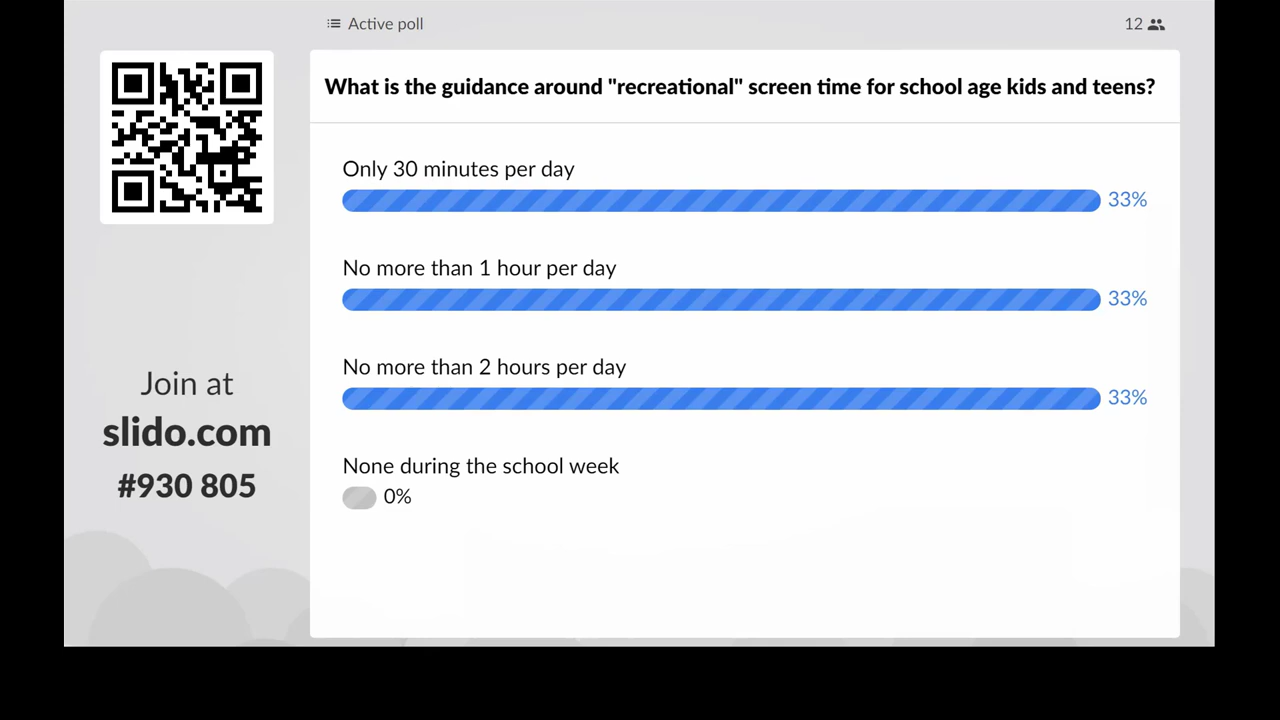 Active poll
12
What is the guidance around "recreational" screen time for school age kids and teens?
Only 30 minutes per day
33%
No more than 1 hour per day
33%
No more than 2 hours per day
33%
None during the school week
0%
Join at
slido.com
#930 805